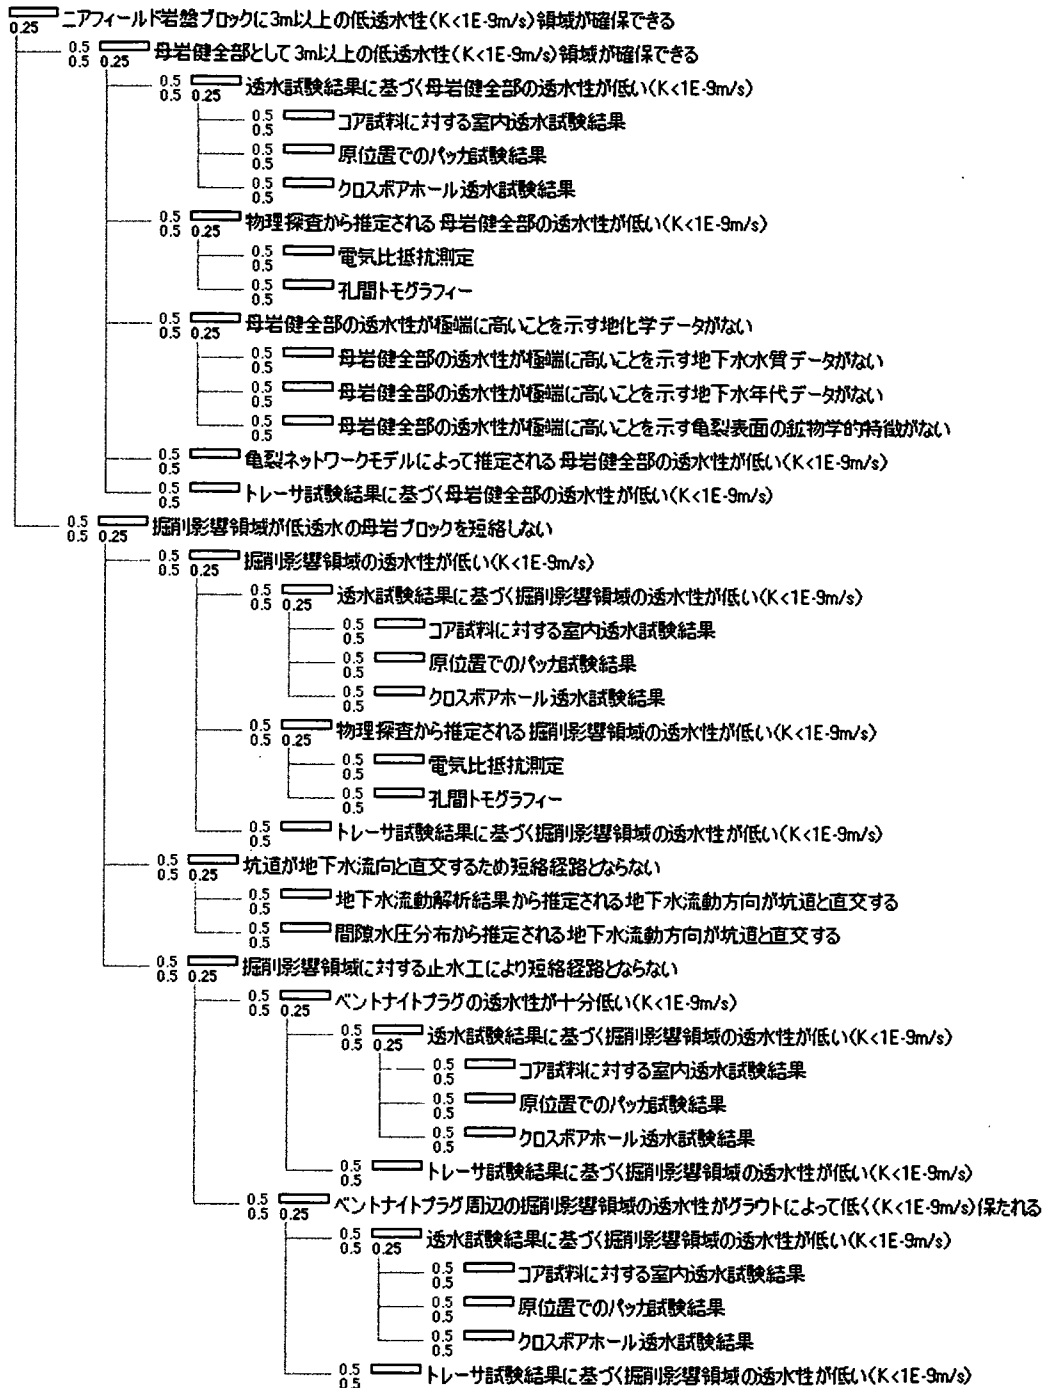 ニアフィールド岩盤ブロックに3m以上の低透水性(K<1E-9m/s)領域が確保できる
0.25
0.5 母岩健全部として3m以上の低透水性(K<1E-9m/s)領域が確保できる
0.5 0.25
0.5 透水試験結果に基づく母岩健全部の透水性が低い(K<1E-9m/s)
0.5 0.25
0.5 コア試料に対する室内透水試験結果
0.5
0.5 原位置でのパッカ試験結果
0.5
0.5 クロスボアホール透水試験結果
0.5
0.5 物理探査から推定される母岩健全部の透水性が低い(K<1E-9m/s)
0.5 0.25
0.5 電気比抵抗測定
0.5
0.5 孔間トモグラフィー
0.5
0.5 母岩健全部の透水性が極端に高いことを示す地化学データがない
0.5 0.25
0.5 母岩健全部の透水性が極端に高いことを示す地下水水質データがない
0.5
0.5 母岩健全部の透水性が極端に高いことを示す地下水年代データがない
0.5
0.5 母岩健全部の透水性が極端に高いことを示す亀裂表面の鉱物学的特徴がない
0.5
0.5 亀裂ネットワークモデルによって推定される母岩健全部の透水性が低い(K<1E-9m/s)
0.5
0.5 トレーサ試験結果に基づく母岩健全部の透水性が低い(K<1E-9m/s)
0.5
0.5 掘削影響領域が低透水の母岩ブロックを短絡しない
0.5 0.25
0.5 掘削影響領域の透水性が低い(K<1E-9m/s)
0.5 0.25
0.5 透水試験結果に基づく掘削影響領域の透水性が低い(K<1E-9m/s)
0.5 0.25
0.5 コア試料に対する室内透水試験結果
0.5
0.5 原位置でのパッカ試験結果
0.5
0.5 クロスボアホール透水試験結果
0.5
0.5 物理探査から推定される掘削影響領域の透水性が低い(K<1E-9m/s)
0.5 0.25
0.5 電気比抵抗測定
0.5
0.5 孔間トモグラフィー
0.5
0.5 トレーサ試験結果に基づく掘削影響領域の透水性が低い(K<1E-9m/s)
0.5
0.5 坑道が地下水流向と直交するため短絡経路とならない
0.5 0.25
0.5 地下水流動解析結果から推定される地下水流動方向が坑道と直交する
0.5
0.5 間隙水圧分布から推定される地下水流動方向が坑道と直交する
0.5
0.5 掘削影響領域に対する止水工により短絡経路とならない
0.5 0.25
0.5 ベントナイトプラグの透水性が十分低い(K<1E-9m/s)
0.5 0.25
0.5 透水試験結果に基づく掘削影響領域の透水性が低い(K<1E-9m/s)
0.5 0.25
0.5 コア試料に対する室内透水試験結果
0.5
0.5 原位置でのパッカ試験結果
0.5
0.5 クロスボアホール透水試験結果
0.5
0.5 トレーサ試験結果に基づく掘削影響領域の透水性が低い(K<1E-9m/s)
0.5
0.5 ベントナイトプラグ周辺の掘削影響領域の透水性がグラウトによって低く(K<1E-9m/s)保たれる
0.5 0.25
0.5 透水試験結果に基づく掘削影響領域の透水性が低い(K<1E-9m/s)
0.5 0.25
0.5 コア試料に対する室内透水試験結果
0.5
0.5 原位置でのパッカ試験結果
0.5
0.5 クロスボアホール透水試験結果
0.5
0.5 トレーサ試験結果に基づく掘削影響領域の透水性が低い(K<1E-9m/s)
0.5